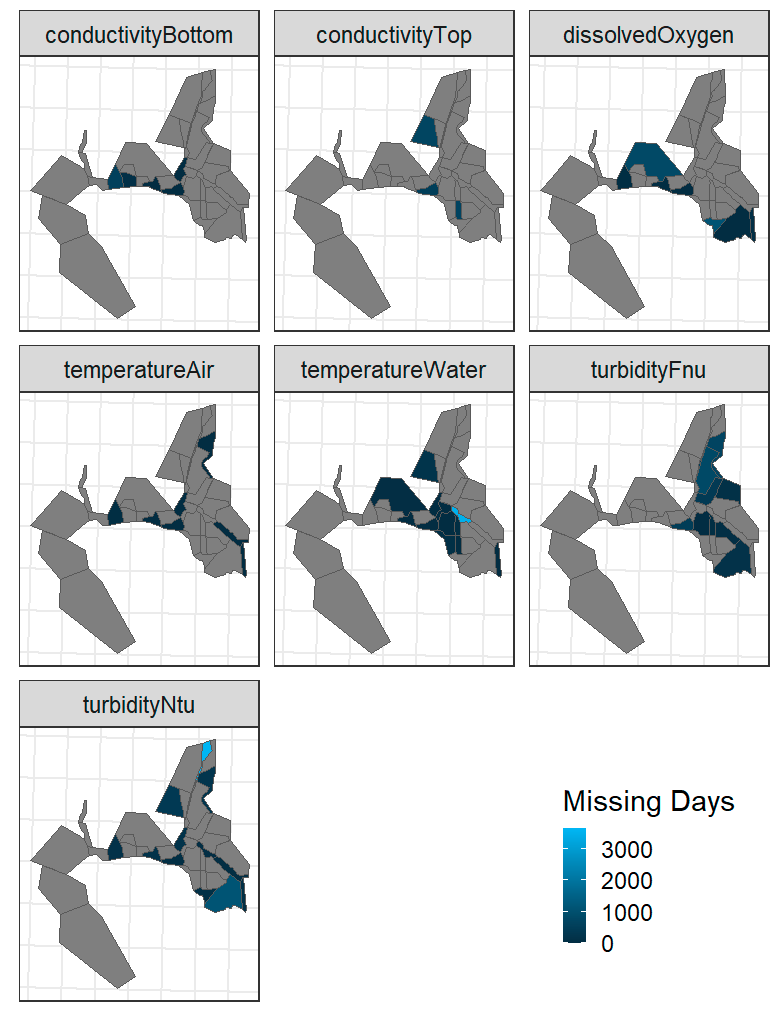 conductivityBottom
conductivityTop
dissolvedOxygen
temperatureAir
temperatureWater
turbidityFnu
turbidityNtu
Missing Days
3000
2000
1000
0